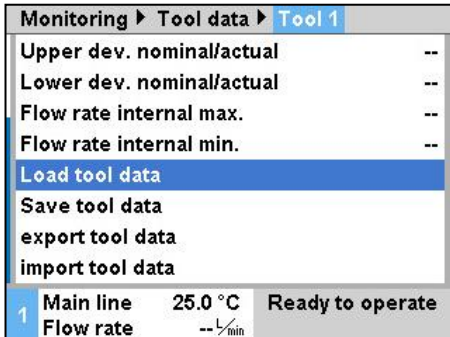 Monitoring ▶ Tool data ▶ Tool 1
Upper dev. nominal/actual --
Lower dev. nominal/actual --
Flow rate internal max. --
Flow rate internal min. --
Load tool data
Save tool data
export tool data
import tool data
1 Main line 25.0 °C Ready to operate
Flow rate -- L/min